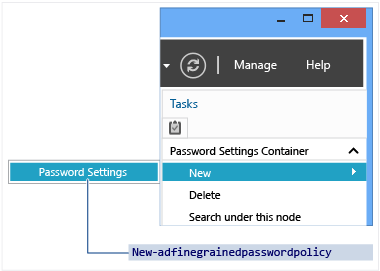 Manage Help
Tasks
Password Settings Container
Password Settings
New
Delete
Search under this node
New-adfinegrainedpasswordpolicy